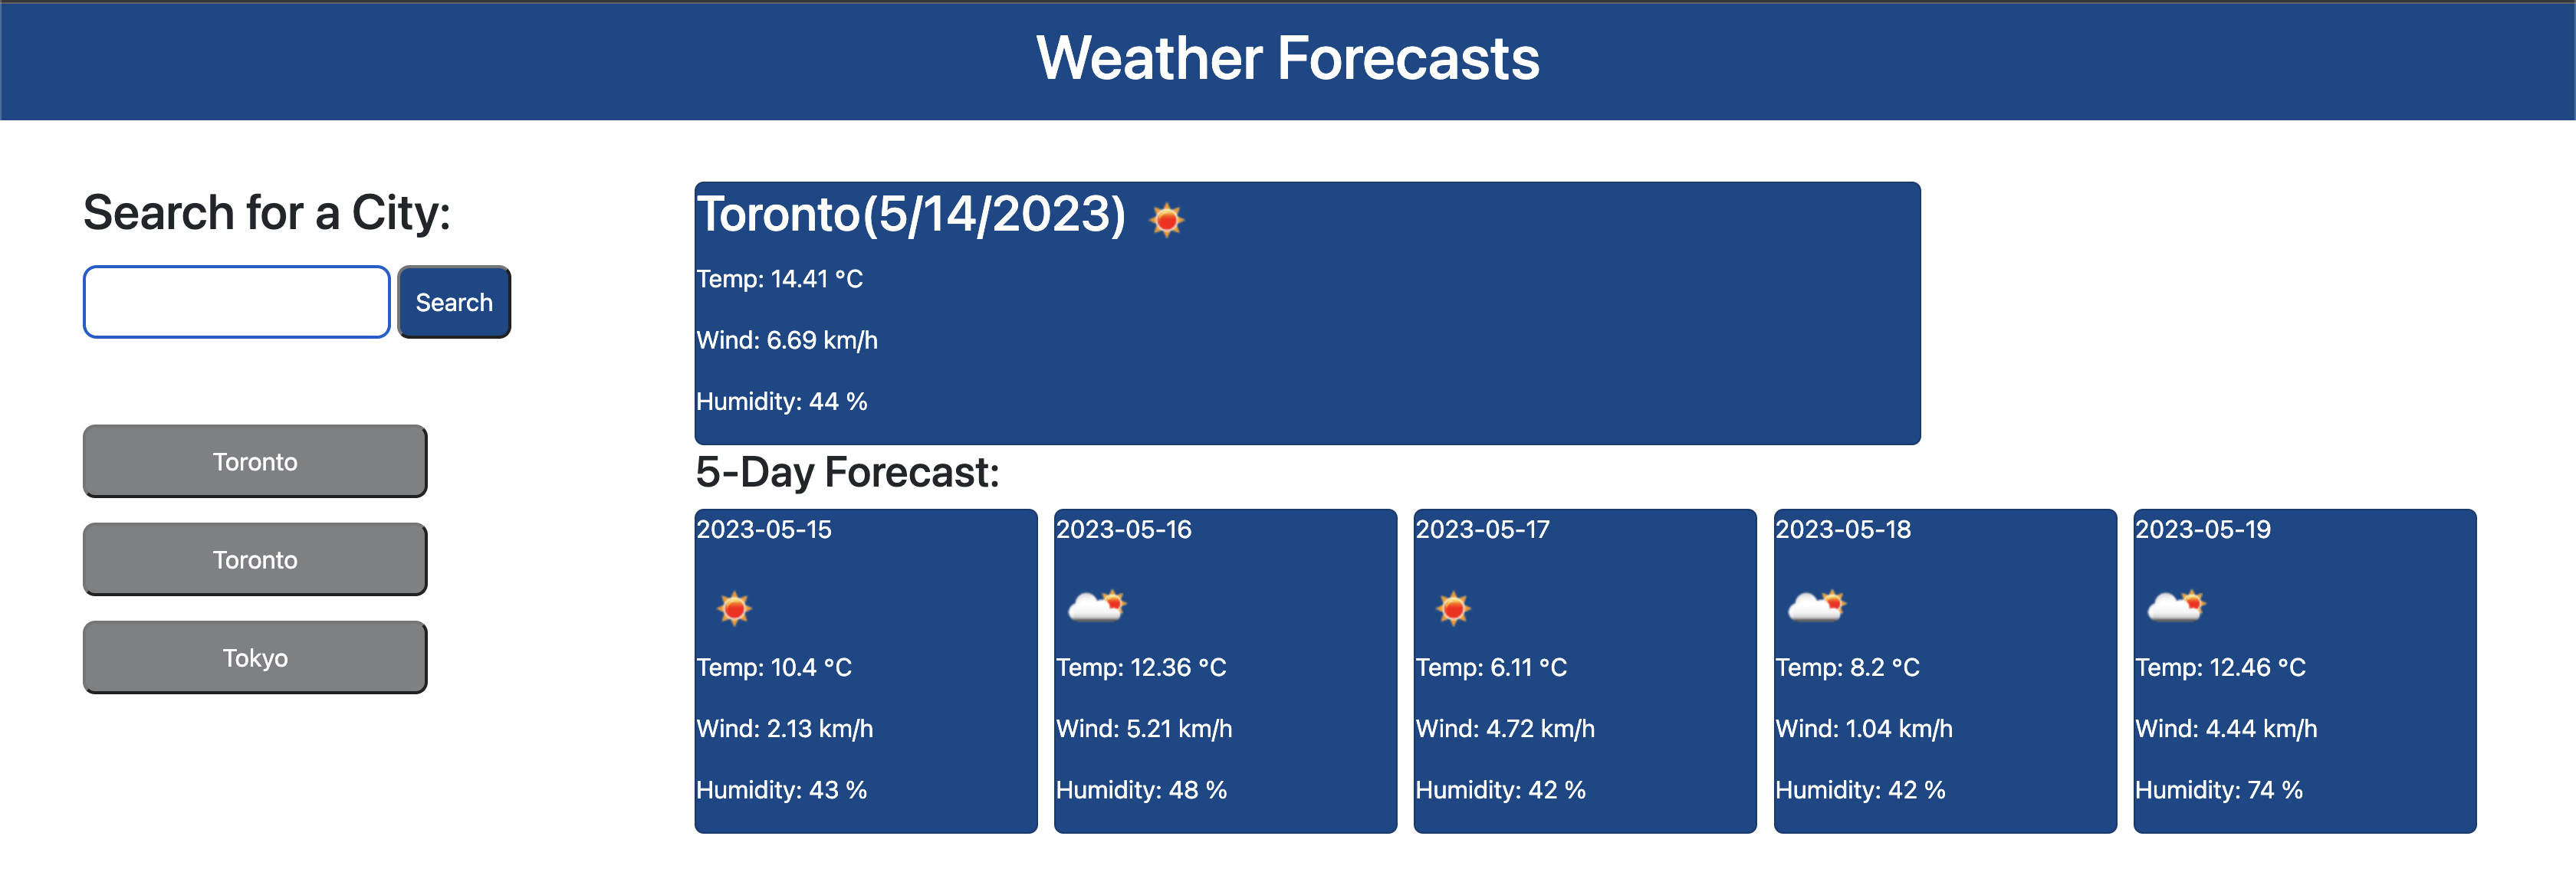 Weather Forecasts
Search for a City:
Search
Toronto
Toronto
Tokyo
Toronto(5/14/2023)
Temp: 14.41 °C
Wind: 6.69 km/h
Humidity: 44 %
5-Day Forecast:
2023-05-15
Temp: 10.4 °C
Wind: 2.13 km/h
Humidity: 43 %
2023-05-16
Temp: 12.36 °C
Wind: 5.21 km/h
Humidity: 48 %
2023-05-17
Temp: 6.11 °C
Wind: 4.72 km/h
Humidity: 42 %
2023-05-18
Temp: 8.2 °C
Wind: 1.04 km/h
Humidity: 42 %
2023-05-19
Temp: 12.46 °C
Wind: 4.44 km/h
Humidity: 74 %